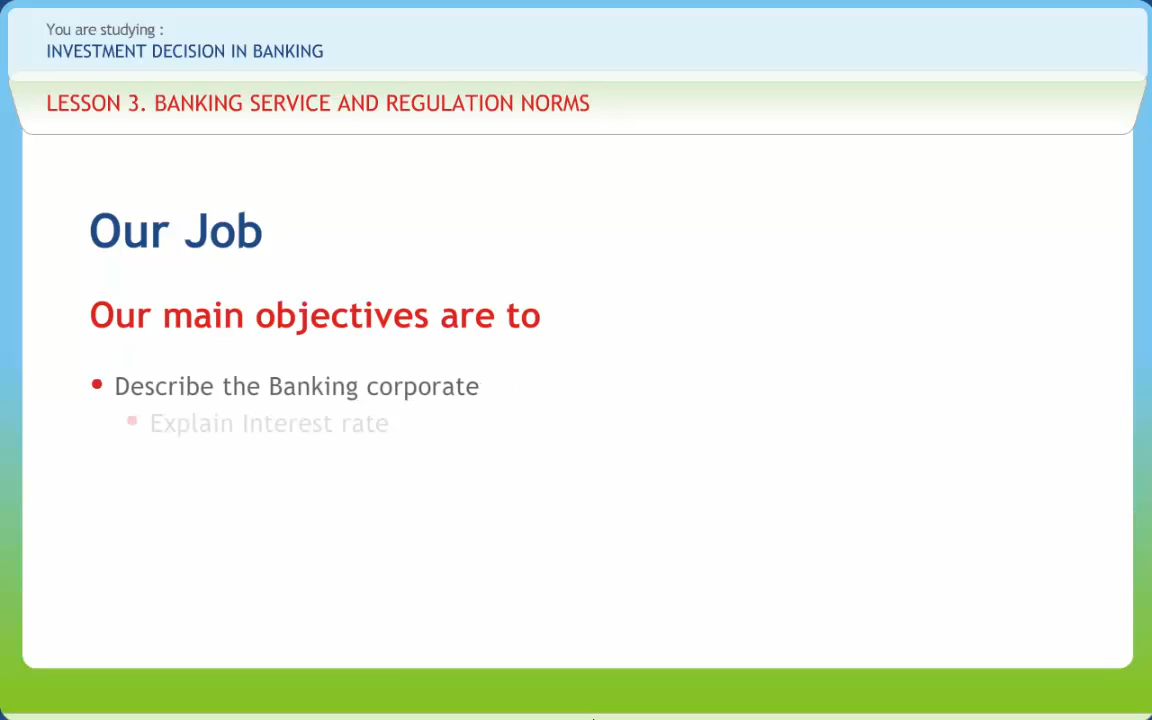 You are studying :
INVESTMENT DECISION IN BANKING
LESSON 3. BANKING SERVICE AND REGULATION NORMS
Our Job
Our main objectives are to
• Describe the Banking corporate
• Explain Interest rate